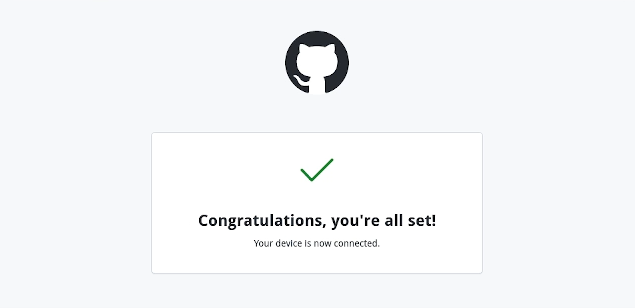 Congratulations, you're all set!
Your device is now connected.